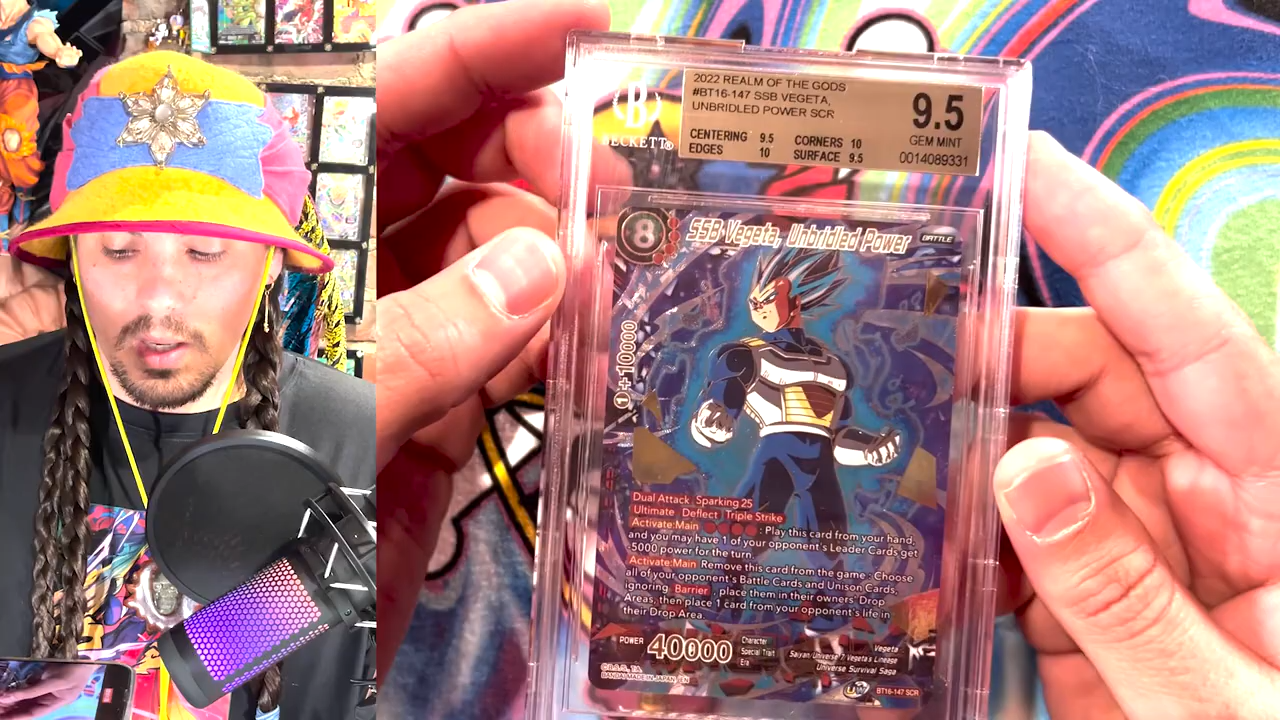 BECKETT®
2022 REALM OF THE GODS
#BT16-147 SSB VEGETA,
UNBRIDLED POWER SCR
CENTERING 9.5 CORNERS 10
EDGES 10 SURFACE 9.5
9.5
GEM MINT
0014089331
8
SSB Vegeta, Unbridled Power
BATTLE
1 +10000
Dual Attack Sparking 25
Ultimate Deflect Triple Strike
Activate:Main : Play this card from your hand,
and you may have 1 of your opponent's Leader Cards get
-5000 power for the turn.
Activate:Main Remove this card from the game : Choose
all of your opponent's Battle Cards and Unison Cards,
ignoring Barrier, place them in their owners' Drop
Areas, then place 1 card from your opponent's life in
their Drop Area.
POWER 40000
Character Vegeta
Special Trait Saiyan/Universe 7/Vegeta's Lineage
Era Universe Survival Saga
©B.S./S., T.A.
BANDAI MADE IN JAPAN EN
UW
BT16-147 SCR